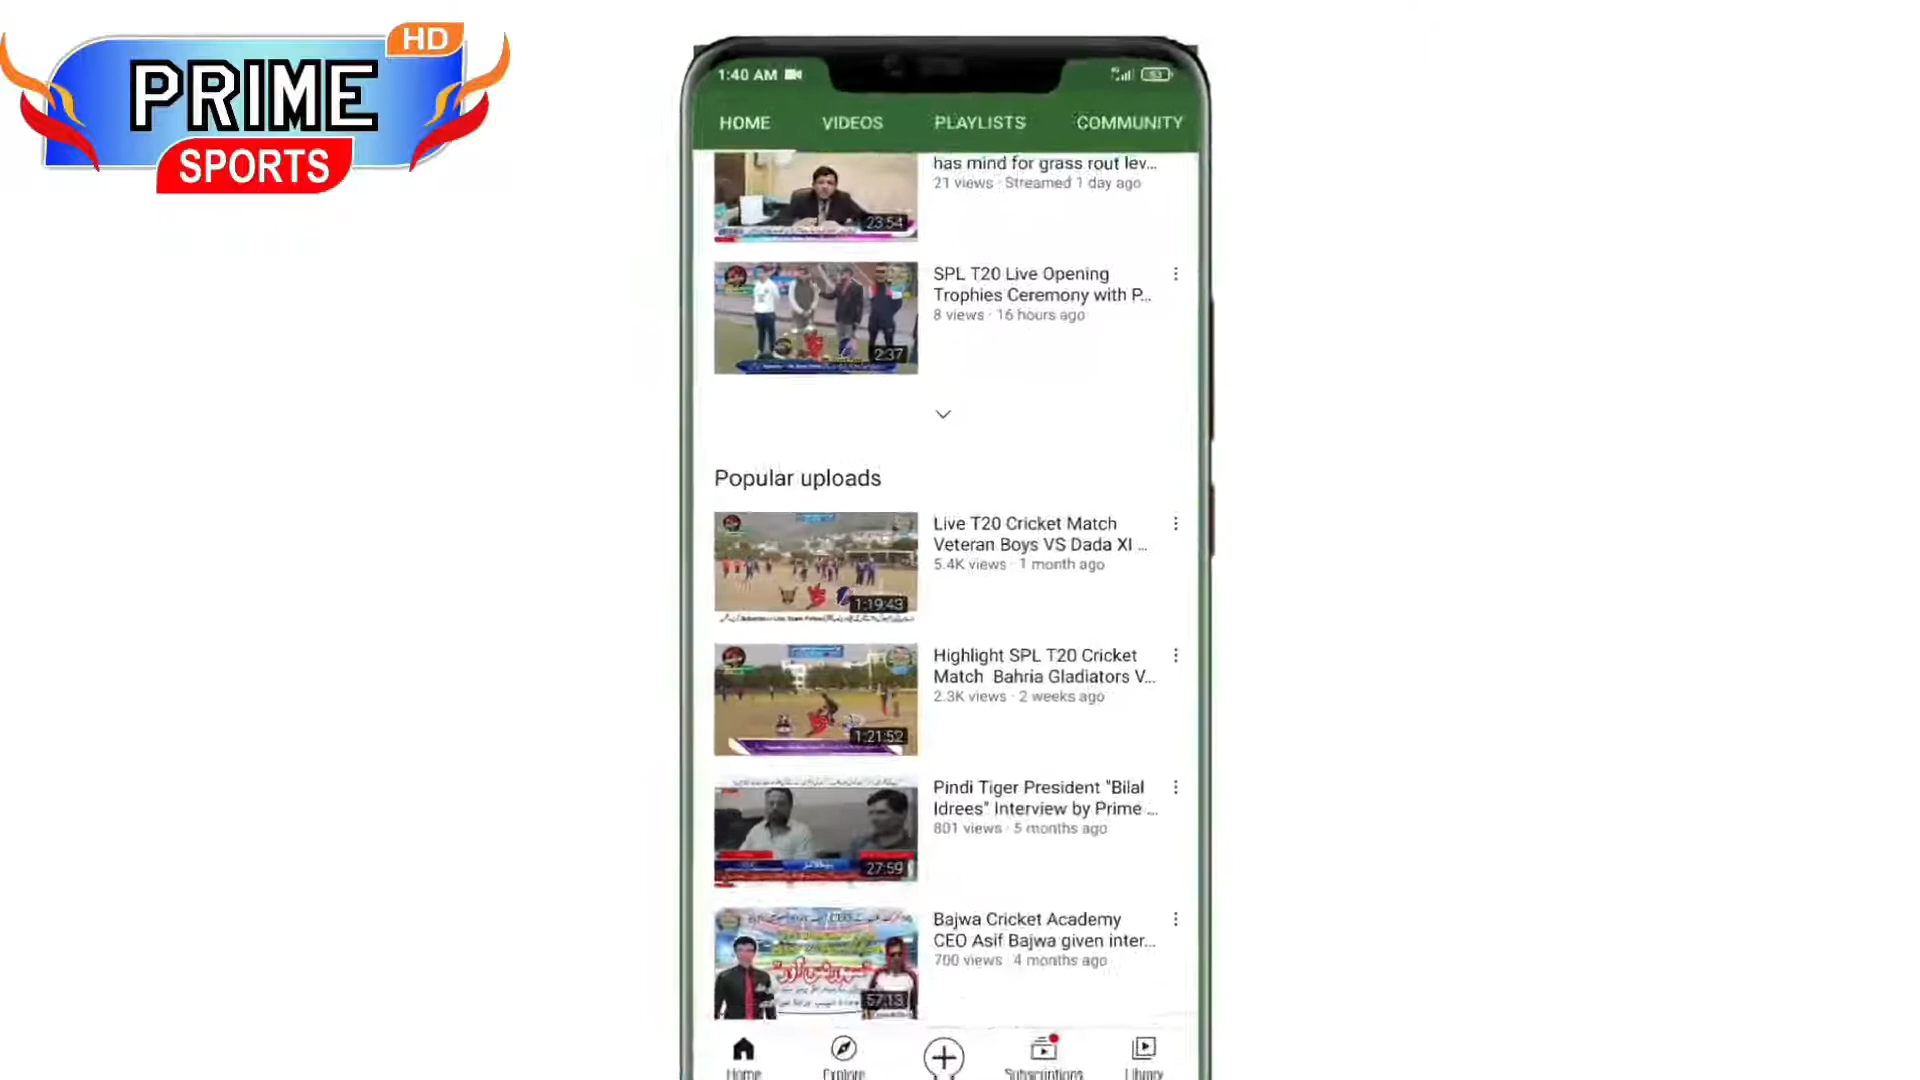 HD
PRIME
SPORTS
1:40 AM
53
HOME VIDEOS PLAYLISTS COMMUNITY
has mind for grass rout lev...
21 views · Streamed 1 day ago
23:54
SPL T20 Live Opening
Trophies Ceremony with P...
8 views · 16 hours ago
2:37
Popular uploads
Live T20 Cricket Match
Veteran Boys VS Dada XI ...
5.4K views · 1 month ago
1:19:43
Highlight SPL T20 Cricket
Match Bahria Gladiators V...
2.3K views · 2 weeks ago
1:21:52
Pindi Tiger President "Bilal
Idrees" Interview by Prime ...
801 views · 5 months ago
27:59
Bajwa Cricket Academy
CEO Asif Bajwa given inter...
700 views · 4 months ago
57:13
Home Explore Subscriptions Library